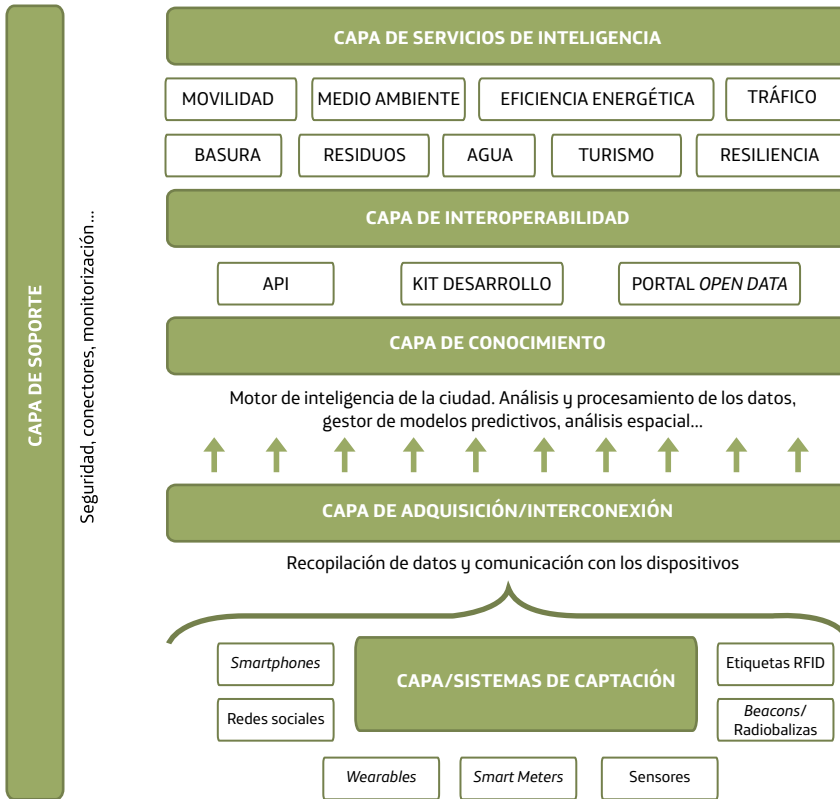 CAPA DE SOPORTE
Seguridad, conectores, monitorización...
CAPA DE SERVICIOS DE INTELIGENCIA
MOVILIDAD
MEDIO AMBIENTE
EFICIENCIA ENERGÉTICA
TRÁFICO
BASURA
RESIDUOS
AGUA
TURISMO
RESILIENCIA
CAPA DE INTEROPERABILIDAD
API
KIT DESARROLLO
PORTAL OPEN DATA
CAPA DE CONOCIMIENTO
Motor de inteligencia de la ciudad. Análisis y procesamiento de los datos,
gestor de modelos predictivos, análisis espacial...
CAPA DE ADQUISICIÓN/INTERCONEXIÓN
Recopilación de datos y comunicación con los dispositivos
Smartphones
CAPA/SISTEMAS DE CAPTACIÓN
Etiquetas RFID
Redes sociales
Beacons/
Radiobalizas
Wearables
Smart Meters
Sensores